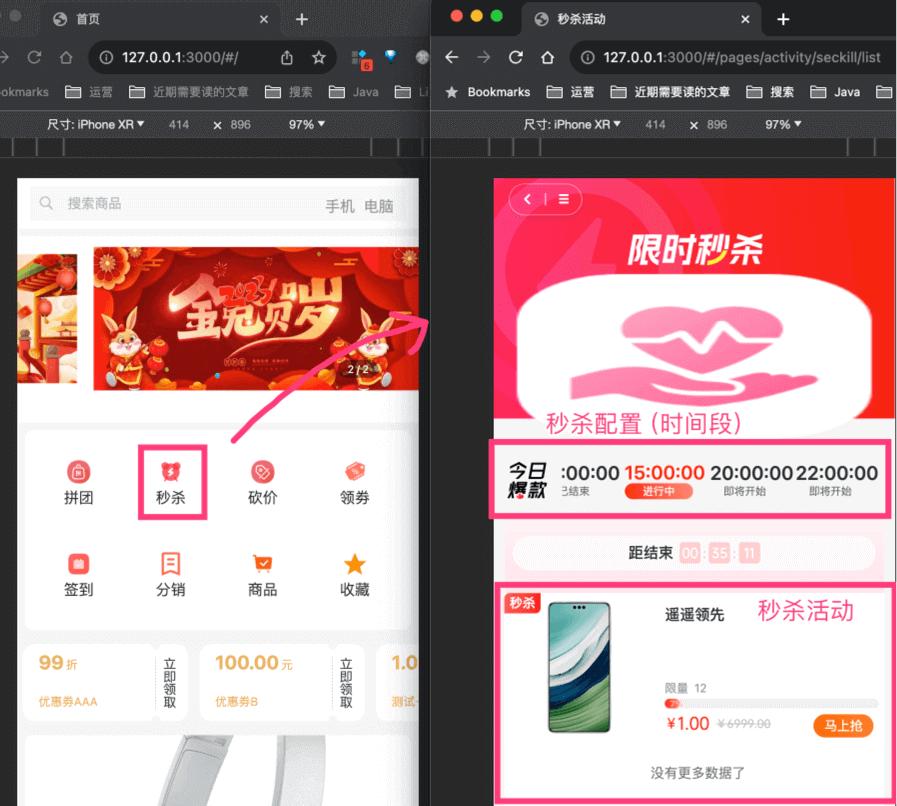 首页
127.0.0.1:3000/#/
6
运营
近期需要读的文章
搜索
Java
尺寸: iPhone XR
414
×
896
97%
搜索商品
手机 电脑
2023
金兔贺岁
2/2
拼团
秒杀
砍价
领券
签到
分销
商品
收藏
99折
优惠券AAA
立即领取
100.00元
优惠券B
立即领取
1.0
测试
秒杀活动
127.0.0.1:3000/#/pages/activity/seckill/list
Bookmarks
运营
近期需要读的文章
搜索
Java
尺寸: iPhone XR
414
×
896
97%
限时秒杀
秒杀配置（时间段）
今日爆款
:00:00
已结束
15:00:00
进行中
20:00:00
即将开始
22:00:00
即将开始
距结束 00:35:11
秒杀
遥遥领先
秒杀活动
限量 12
¥1.00 ¥6999.00
马上抢
没有更多数据了